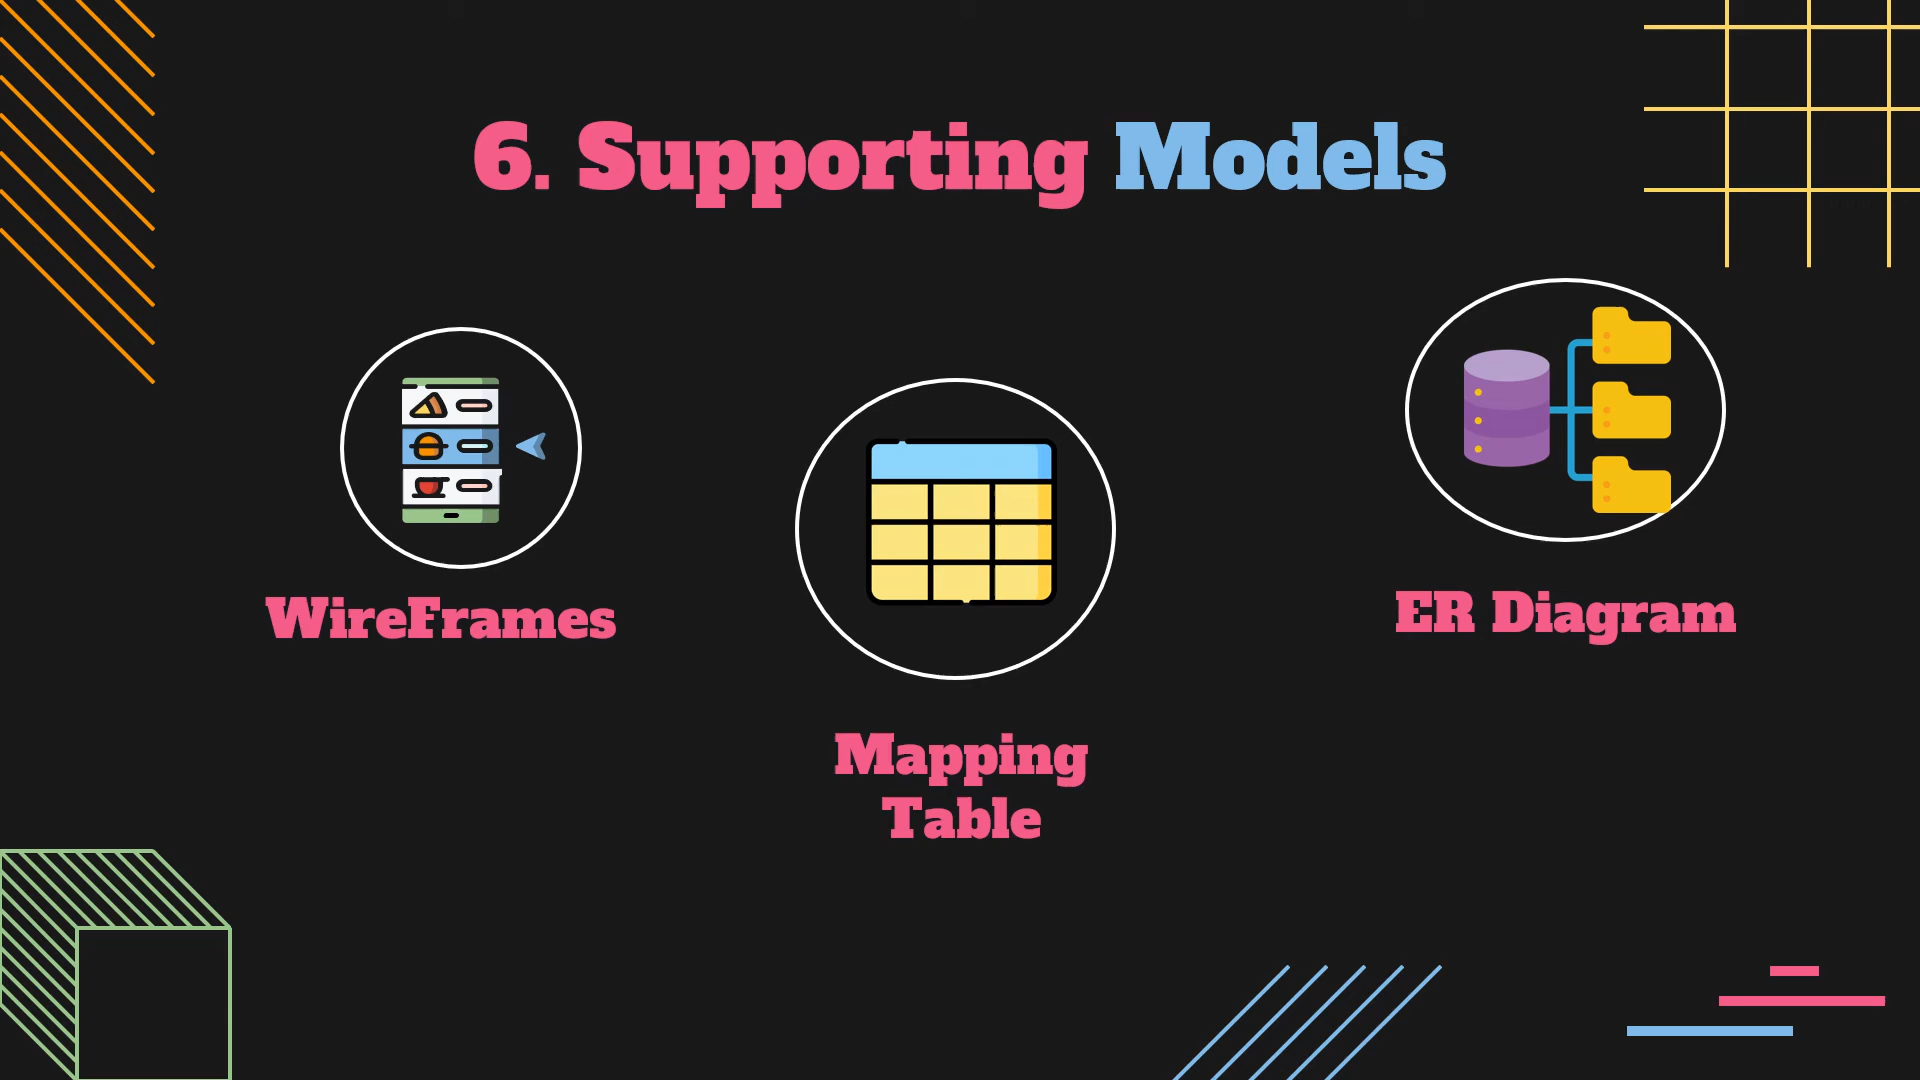 6. Supporting Models
WireFrames
Mapping
Table
ER Diagram